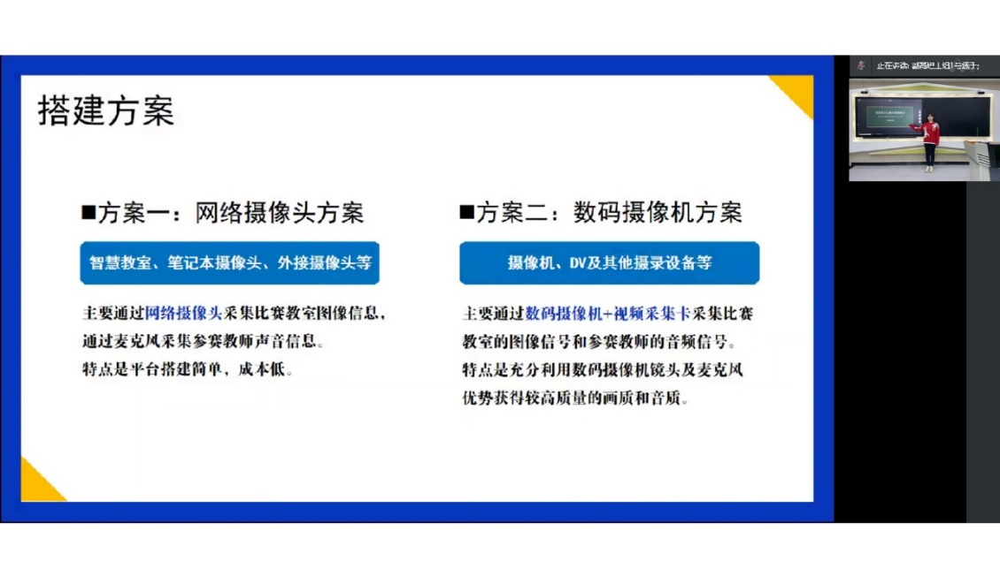 搭建方案
■方案一：网络摄像头方案
智慧教室、笔记本摄像头、外接摄像头等
主要通过网络摄像头采集比赛教室图像信息，
通过麦克风采集参赛教师声音信息。
特点是平台搭建简单，成本低。
■方案二：数码摄像机方案
摄像机、DV及其他摄录设备等
主要通过数码摄像机+视频采集卡采集比赛
教室的图像信号和参赛教师的音频信号。
特点是充分利用数码摄像机镜头及麦克风
优势获得较高质量的画质和音质。
正在讲话: